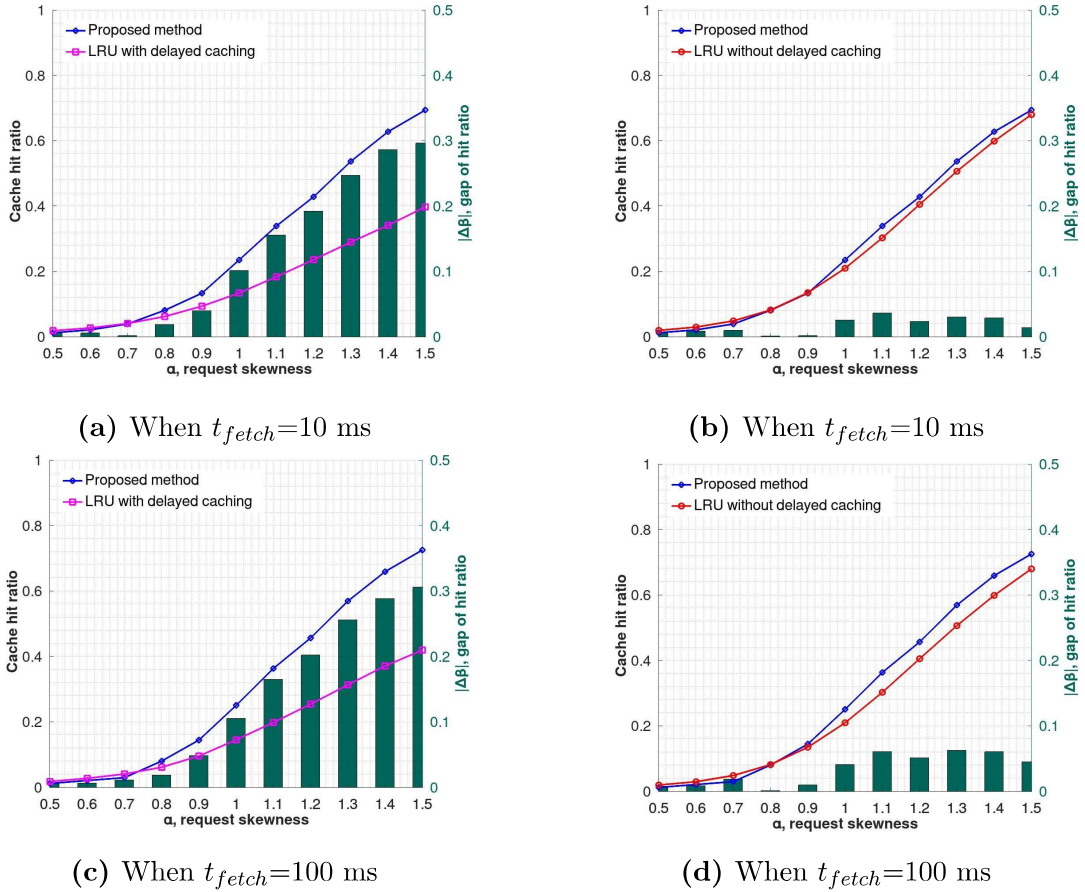 1
0.8
0.6
0.4
0.2
0
Cache hit ratio
Proposed method
LRU with delayed caching
0.5
0.4
0.3
0.2
0.1
0
|Δβ|, gap of hit ratio
0.5 0.6 0.7 0.8 0.9 1 1.1 1.2 1.3 1.4 1.5
α, request skewness
(a) When t_fetch=10 ms
1
0.8
0.6
0.4
0.2
0
Cache hit ratio
Proposed method
LRU without delayed caching
0.5
0.4
0.3
0.2
0.1
0
|Δβ|, gap of hit ratio
0.5 0.6 0.7 0.8 0.9 1 1.1 1.2 1.3 1.4 1.5
α, request skewness
(b) When t_fetch=10 ms
1
0.8
0.6
0.4
0.2
0
Cache hit ratio
Proposed method
LRU with delayed caching
0.5
0.4
0.3
0.2
0.1
0
|Δβ|, gap of hit ratio
0.5 0.6 0.7 0.8 0.9 1 1.1 1.2 1.3 1.4 1.5
α, request skewness
(c) When t_fetch=100 ms
1
0.8
0.6
0.4
0.2
0
Cache hit ratio
Proposed method
LRU without delayed caching
0.5
0.4
0.3
0.2
0.1
0
|Δβ|, gap of hit ratio
0.5 0.6 0.7 0.8 0.9 1 1.1 1.2 1.3 1.4 1.5
α, request skewness
(d) When t_fetch=100 ms